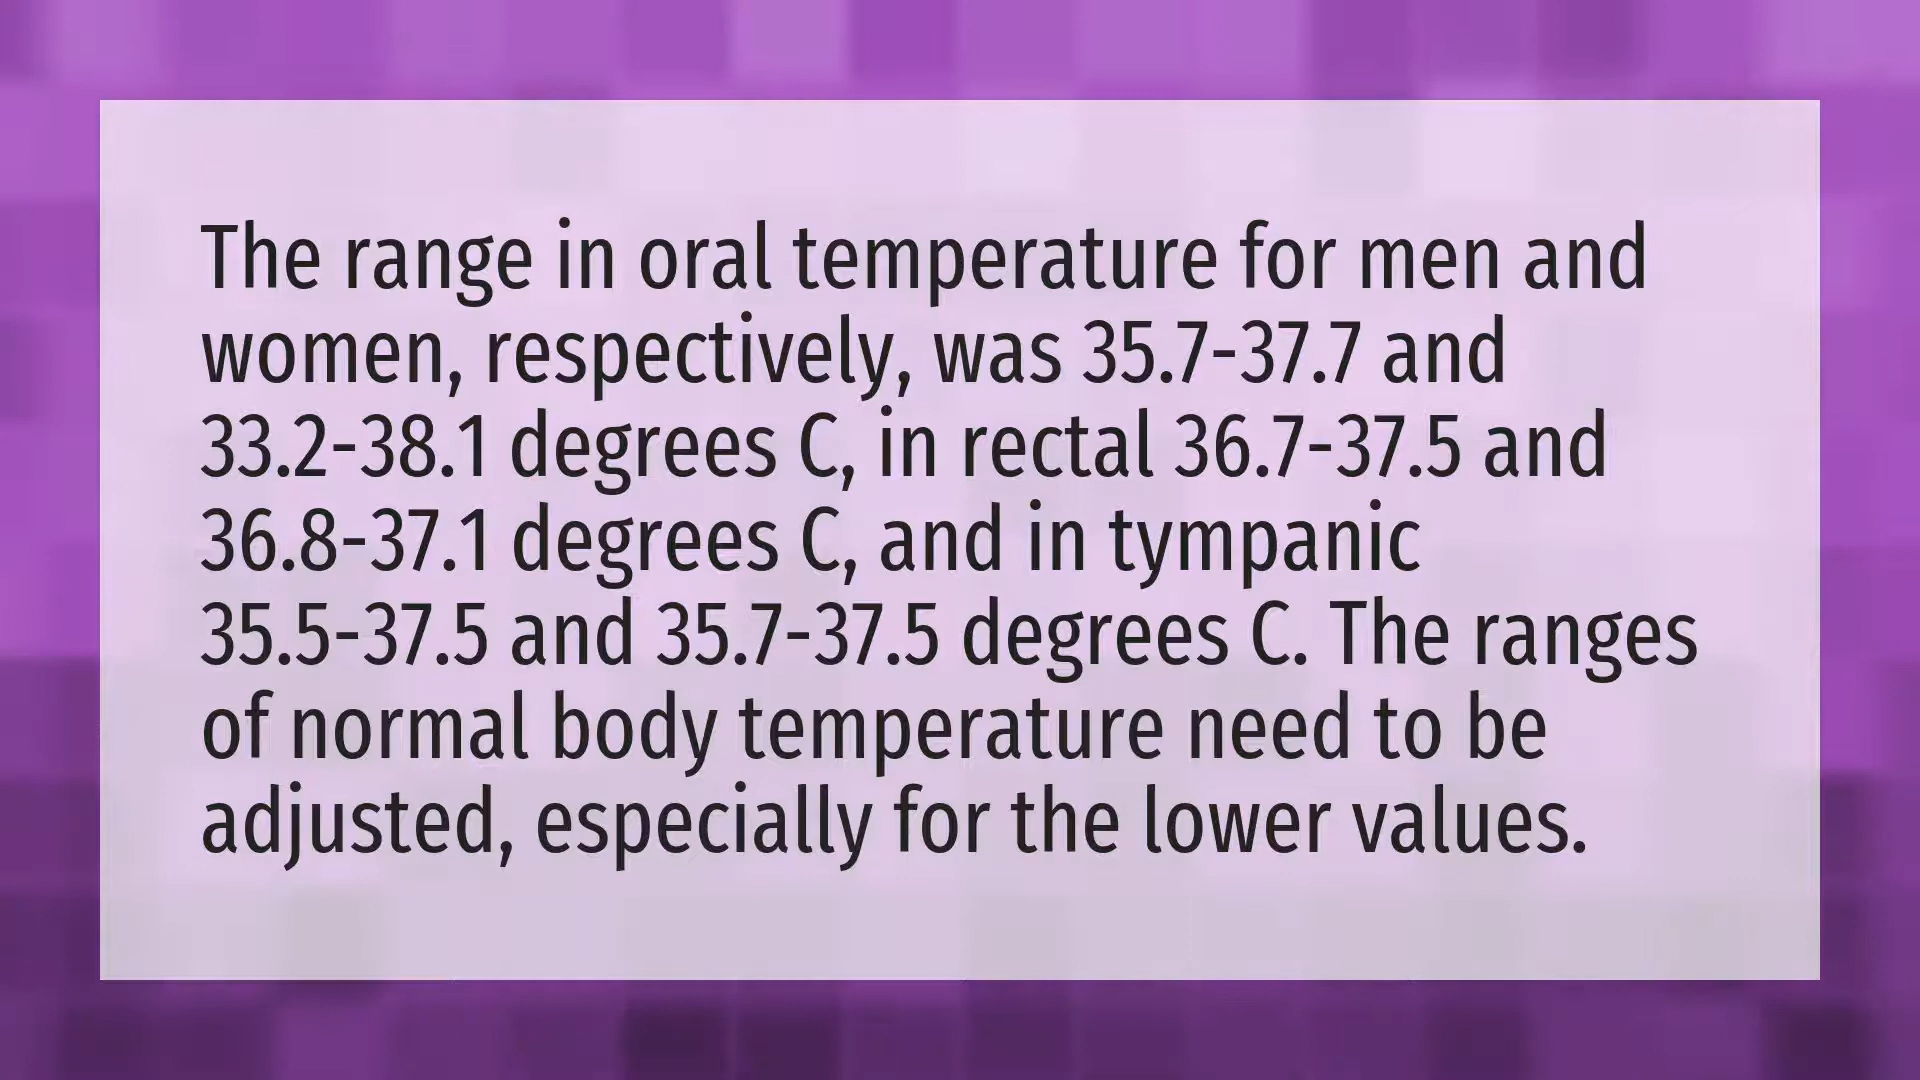 The range in oral temperature for men and
women, respectively, was 35.7-37.7 and
33.2-38.1 degrees C, in rectal 36.7-37.5 and
36.8-37.1 degrees C, and in tympanic
35.5-37.5 and 35.7-37.5 degrees C. The ranges
of normal body temperature need to be
adjusted, especially for the lower values.